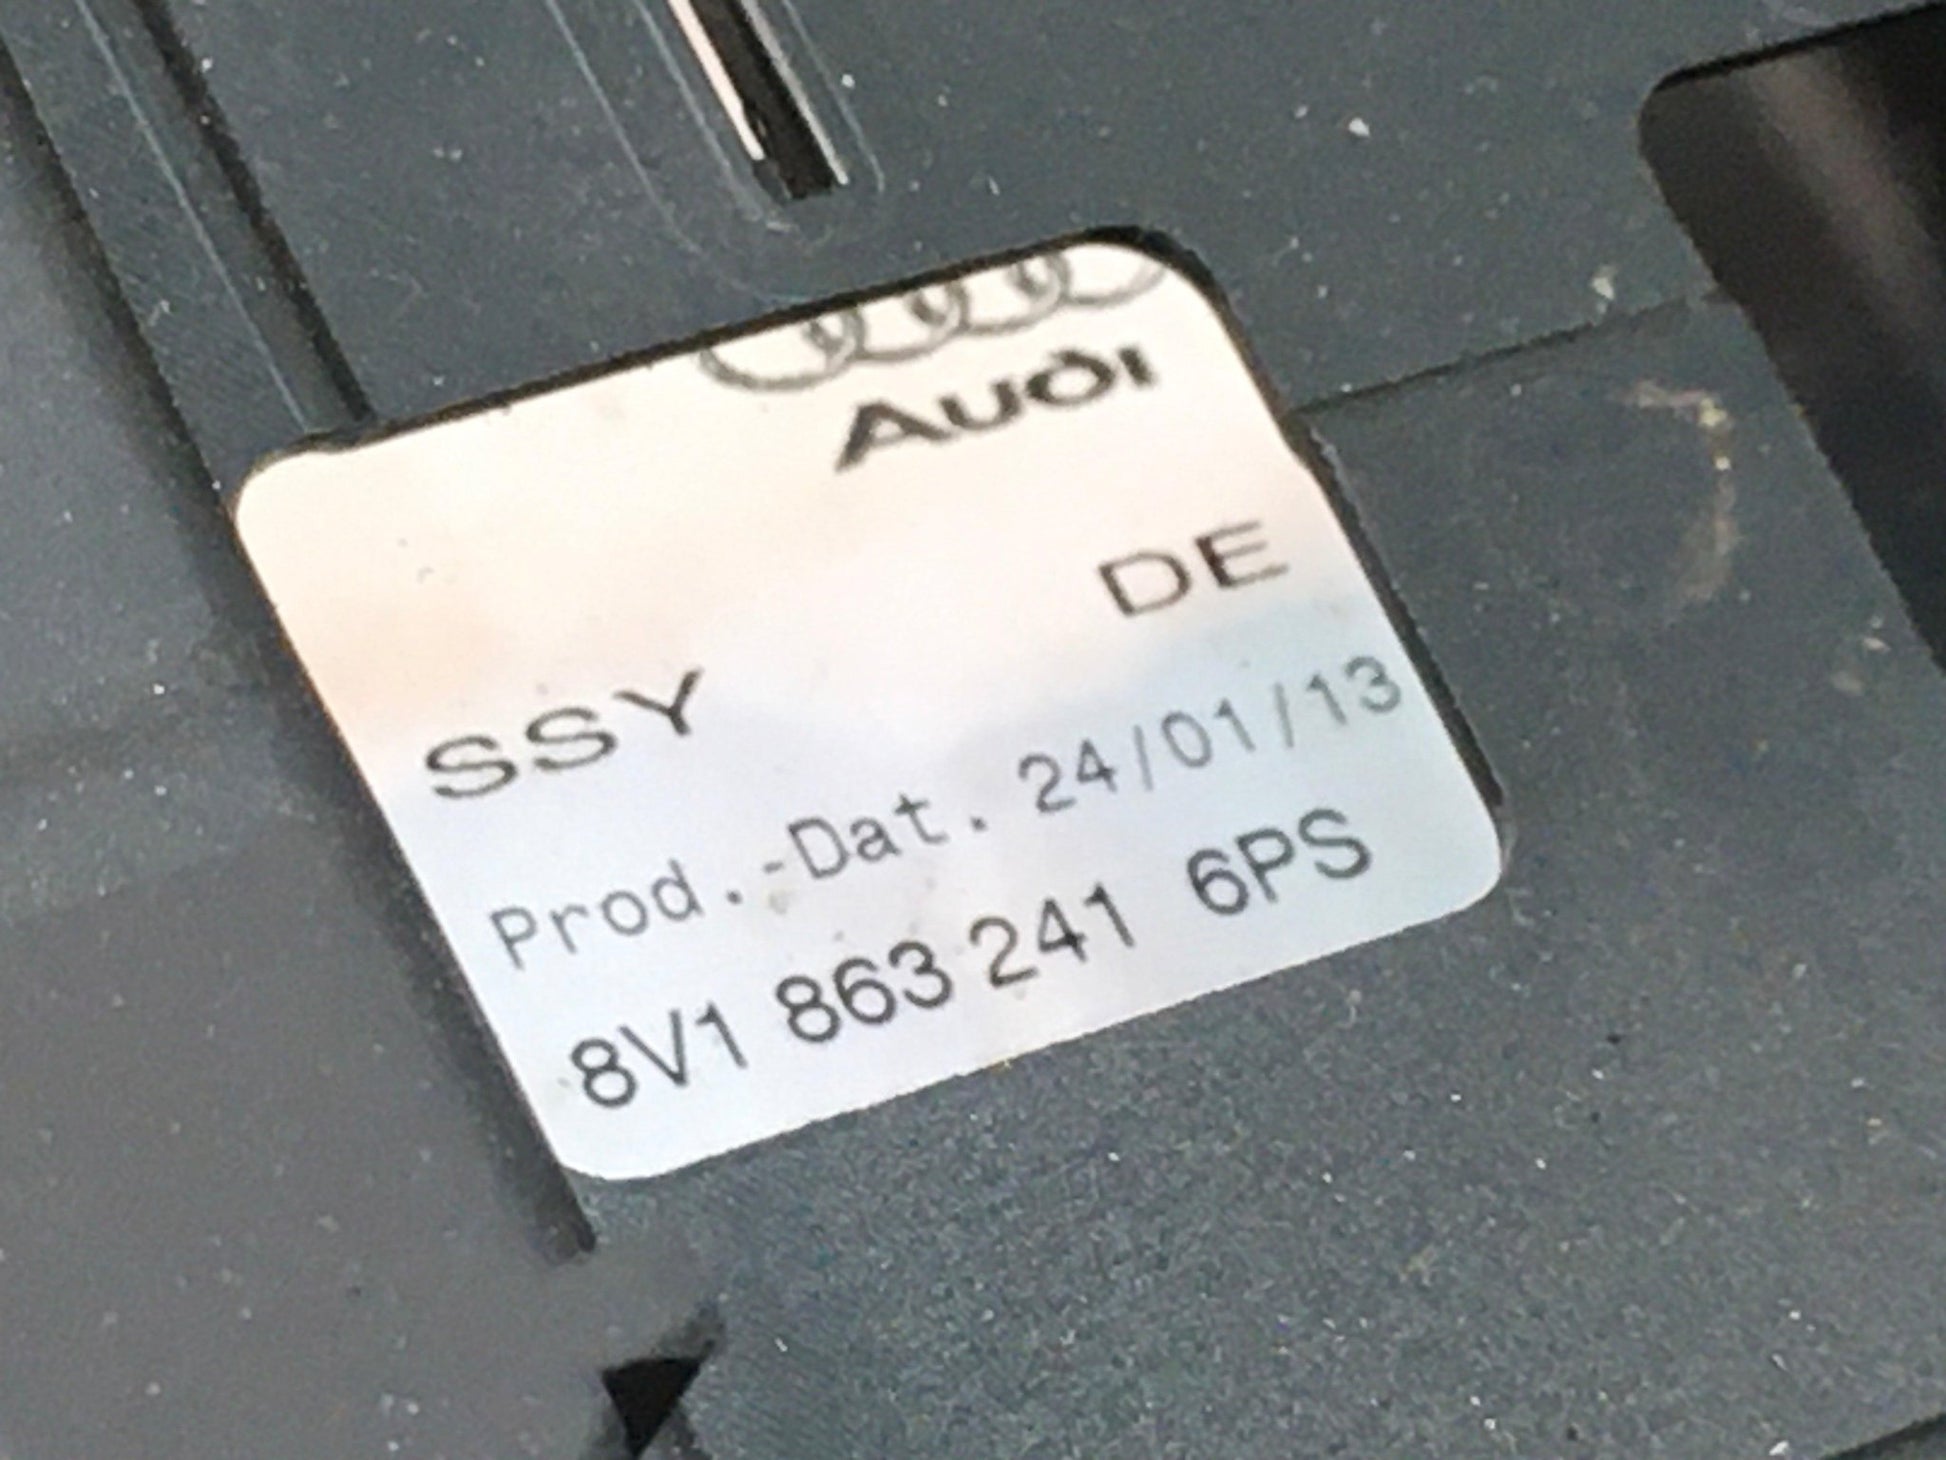 Audi
DE
SSY
Prod.-Dat. 24/01/13
8V1 863 241 6PS